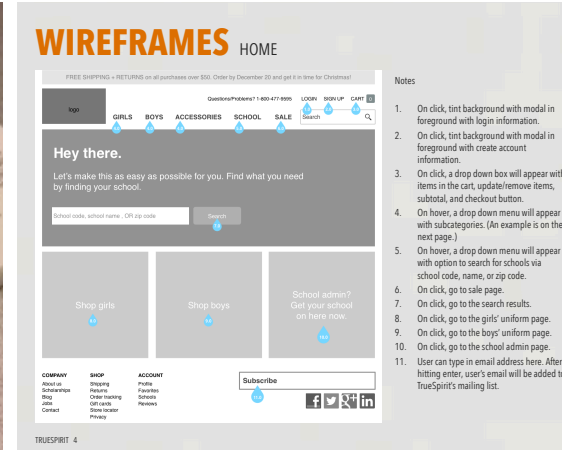 WIREFRAMES HOME
FREE SHIPPING + RETURNS on all purchases over $50. Order by December 20 and get it in time for Christmas!
Questions/Problems? 1-800-477-9595 LOGIN SIGN UP CART 0
logo
GIRLS BOYS ACCESSORIES SCHOOL SALE Search
Hey there.
Let's make this as easy as possible for you. Find what you need
by finding your school.
School code, school name , OR zip code Search
7.0
Shop girls
8.0
Shop boys
9.0
School admin?
Get your school
on here now.
10.0
COMPANY
About us
Scholarships
Blog
Jobs
Contact
SHOP
Shipping
Returns
Order tracking
Gift cards
Store locator
Privacy
ACCOUNT
Profile
Favorites
Schools
Reviews
Subscribe
11.0
Notes
1. On click, tint background with modal in
foreground with login information.
2. On click, tint background with modal in
foreground with create account
information.
3. On click, a drop down box will appear with
items in the cart, update/remove items,
subtotal, and checkout button.
4. On hover, a drop down menu will appear
with subcategories. (An example is on the
next page.)
5. On hover, a drop down menu will appear
with option to search for schools via
school code, name, or zip code.
6. On click, go to sale page.
7. On click, go to the search results.
8. On click, go to the girls' uniform page.
9. On click, go to the boys' uniform page.
10. On click, go to the school admin page.
11. User can type in email address here. After
hitting enter, user's email will be added to
TrueSpirit's mailing list.
TRUESPIRIT 4